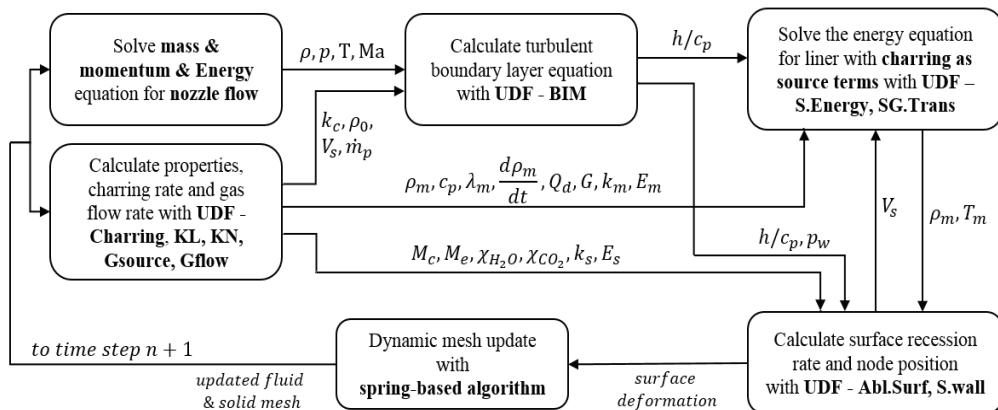 Solve mass &
momentum & Energy
equation for nozzle flow
ρ, p, T, Ma
Calculate turbulent
boundary layer equation
with UDF - BIM
h/c_p
Solve the energy equation
for liner with charring as
source terms with UDF –
S.Energy, SG.Trans
k_c, ρ_0,
V_s, ṁ_p
Calculate properties,
charring rate and gas
flow rate with UDF -
Charring, KL, KN,
Gsource, Gflow
ρ_m, c_p, λ_m, dρ_m/dt, Q_d, G, k_m, E_m
M_c, M_e, χ_{H_2O}, χ_{CO_2}, k_s, E_s
h/c_p, p_w
V_s
ρ_m, T_m
to time step n + 1
updated fluid
& solid mesh
Dynamic mesh update
with
spring-based algorithm
surface
deformation
Calculate surface recession
rate and node position
with UDF - Abl.Surf, S.wall